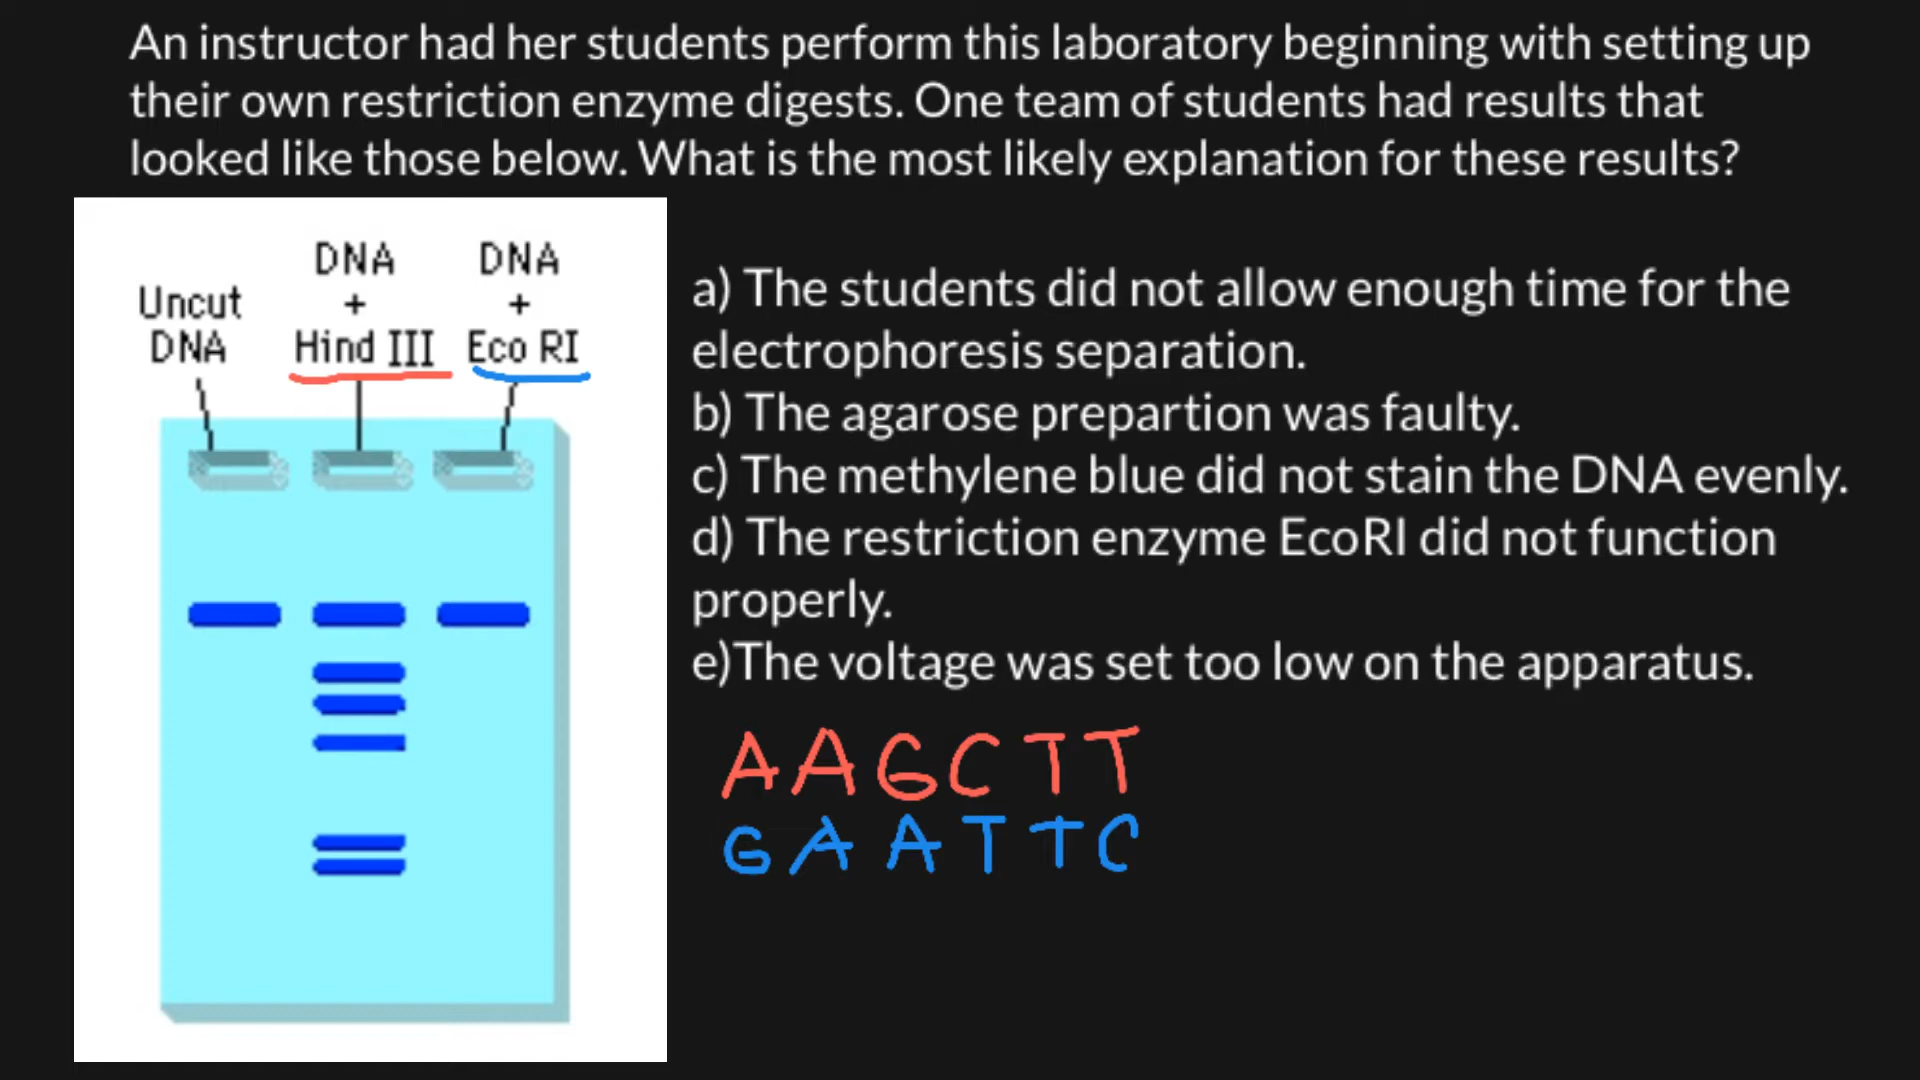 An instructor had her students perform this laboratory beginning with setting up
their own restriction enzyme digests. One team of students had results that
looked like those below. What is the most likely explanation for these results?
Uncut
DNA
DNA
+
Hind III
DNA
+
Eco RI
a) The students did not allow enough time for the
electrophoresis separation.
b) The agarose prepartion was faulty.
c) The methylene blue did not stain the DNA evenly.
d) The restriction enzyme EcoRI did not function
properly.
e)The voltage was set too low on the apparatus.
AAGCTT
GAATTC